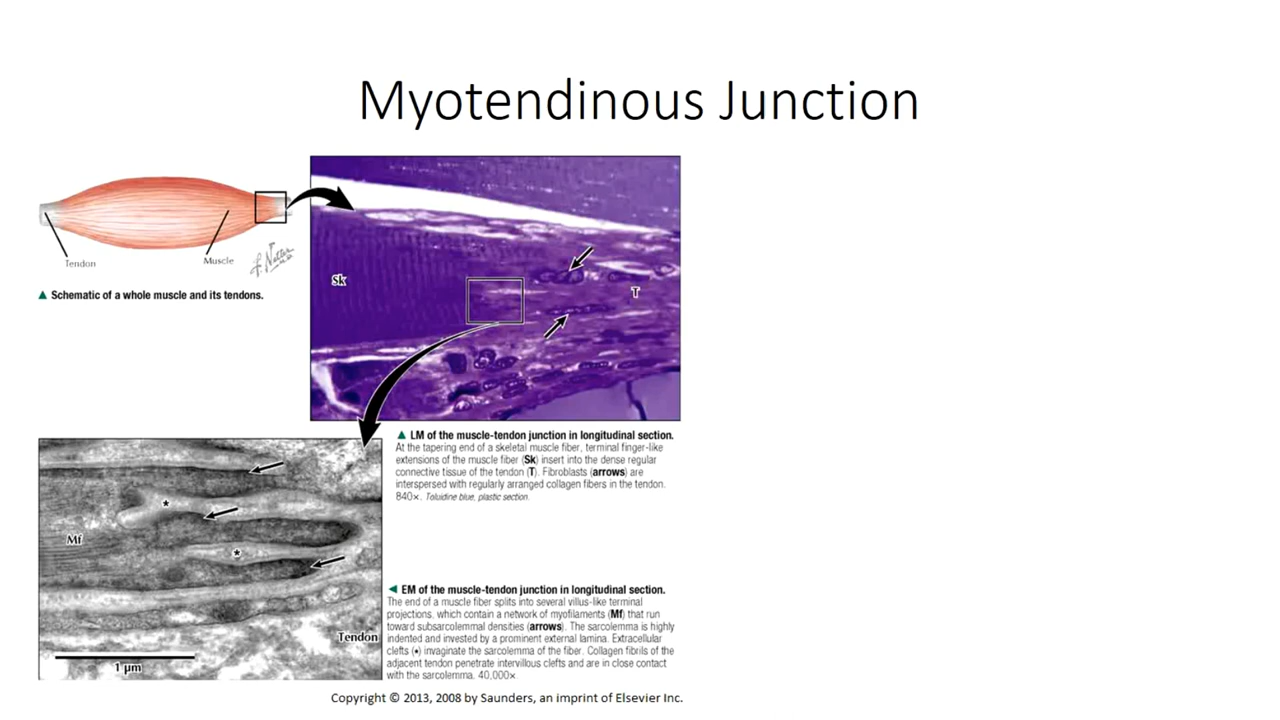 Myotendinous Junction
Tendon
Muscle
▲ Schematic of a whole muscle and its tendons.
Sk
T
▲ LM of the muscle-tendon junction in longitudinal section.
At the tapering end of a skeletal muscle fiber, terminal finger-like
extensions of the muscle fiber (Sk) insert into the dense regular
connective tissue of the tendon (T). Fibroblasts (arrows) are
interspersed with regularly arranged collagen fibers in the tendon.
840×. Toluidine blue, plastic section.
*
Mf
*
Tendon
1 µm
◄ EM of the muscle-tendon junction in longitudinal section.
The end of a muscle fiber splits into several villus-like terminal
projections, which contain a network of myofilaments (Mf) that run
toward subsarcolemmal densities (arrows). The sarcolemma is highly
indented and invested by a prominent external lamina. Extracellular
clefts (*) invaginate the sarcolemma of the fiber. Collagen fibrils of the
adjacent tendon penetrate intervillous clefts and are in close contact
with the sarcolemma. 40,000×.
Copyright © 2013, 2008 by Saunders, an imprint of Elsevier Inc.